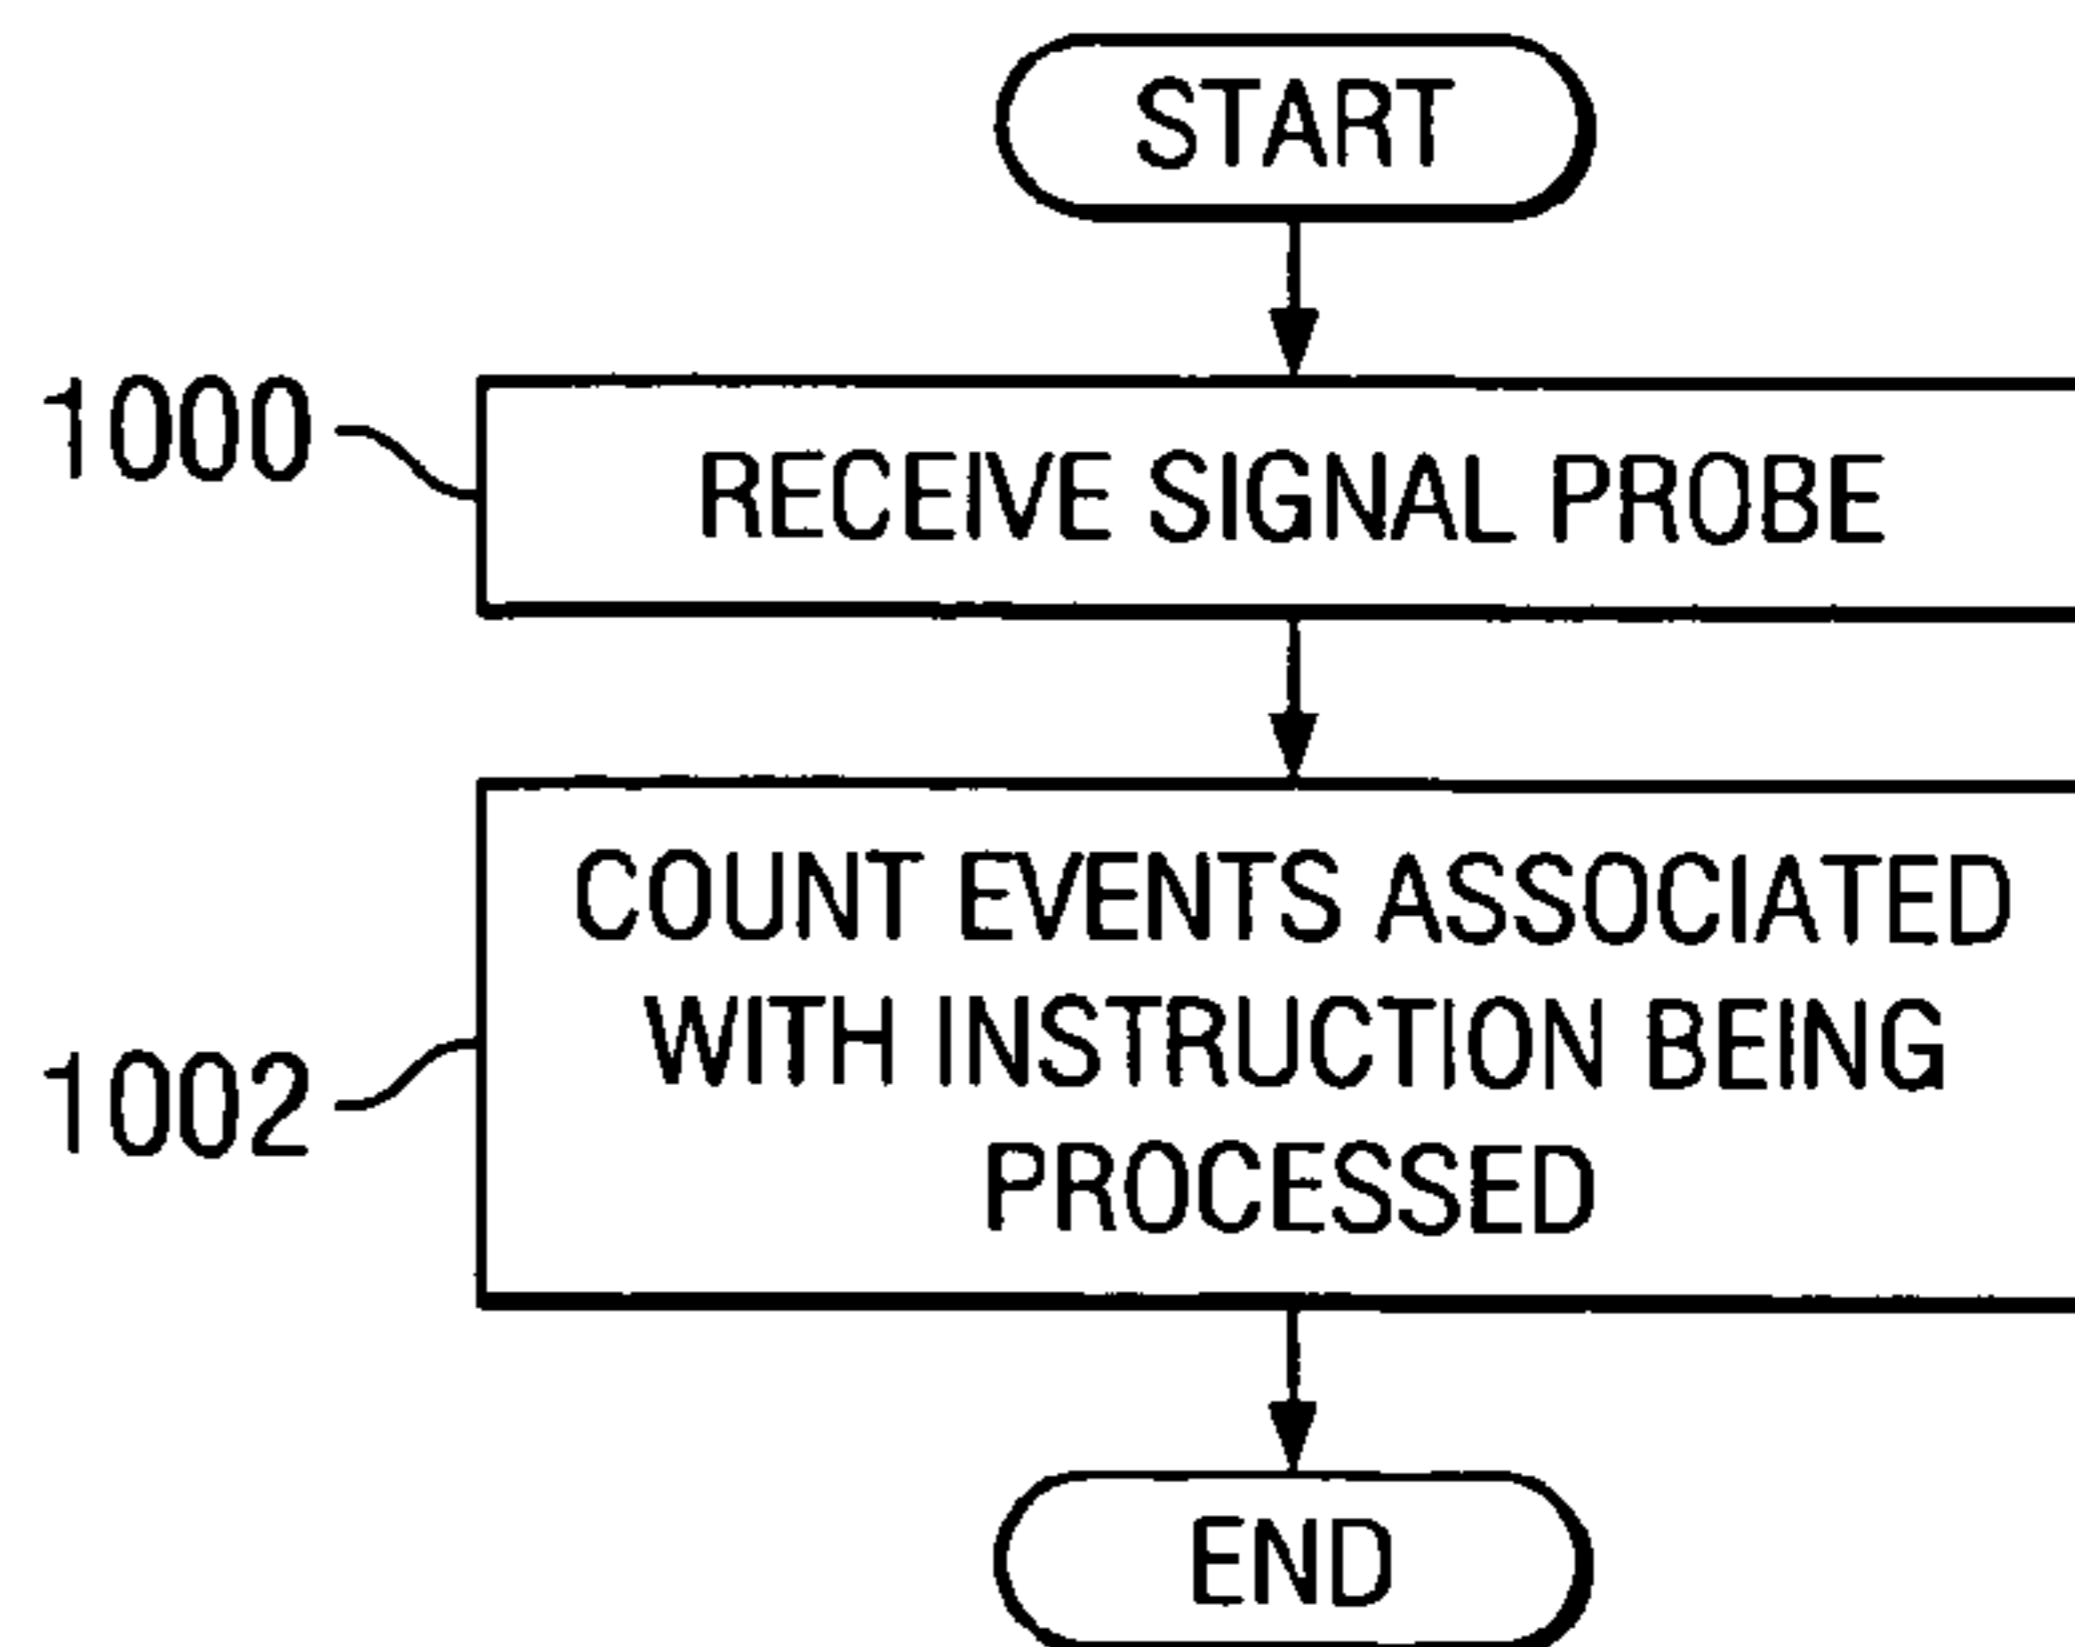 START
1000
RECEIVE SIGNAL PROBE
COUNT EVENTS ASSOCIATED
WITH INSTRUCTION BEING
1002
PROCESSED
END